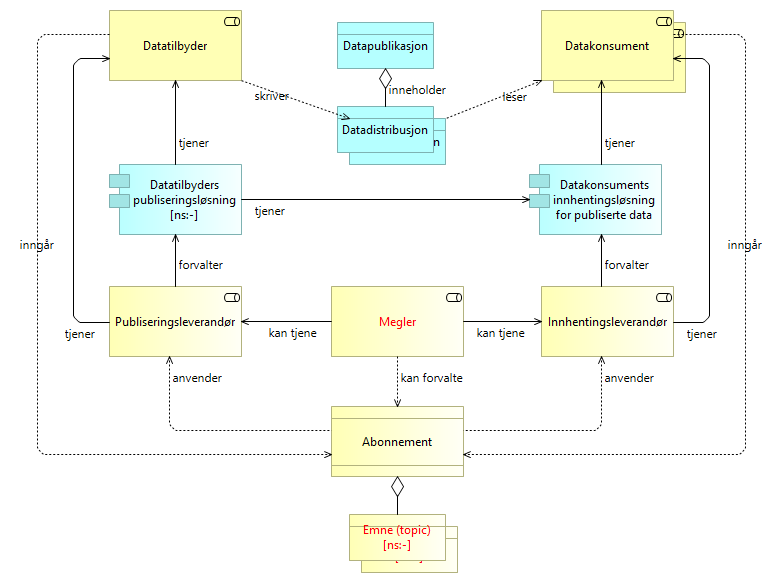 Datatilbyder
Datapublikasjon
Datakonsument
skriver
inneholder
leser
Datadistribusjon
n
tjener
tjener
Datatilbyders
publiseringsløsning
[ns:-]
tjener
Datakonsuments
innhentingsløsning
for publiserte data
inngår
inngår
forvalter
forvalter
Publiseringsleverandør
Megler
Innhentingsleverandør
tjener
kan tjene
kan tjene
tjener
anvender
kan forvalte
anvender
Abonnement
Emne (topic)
[ns:-]